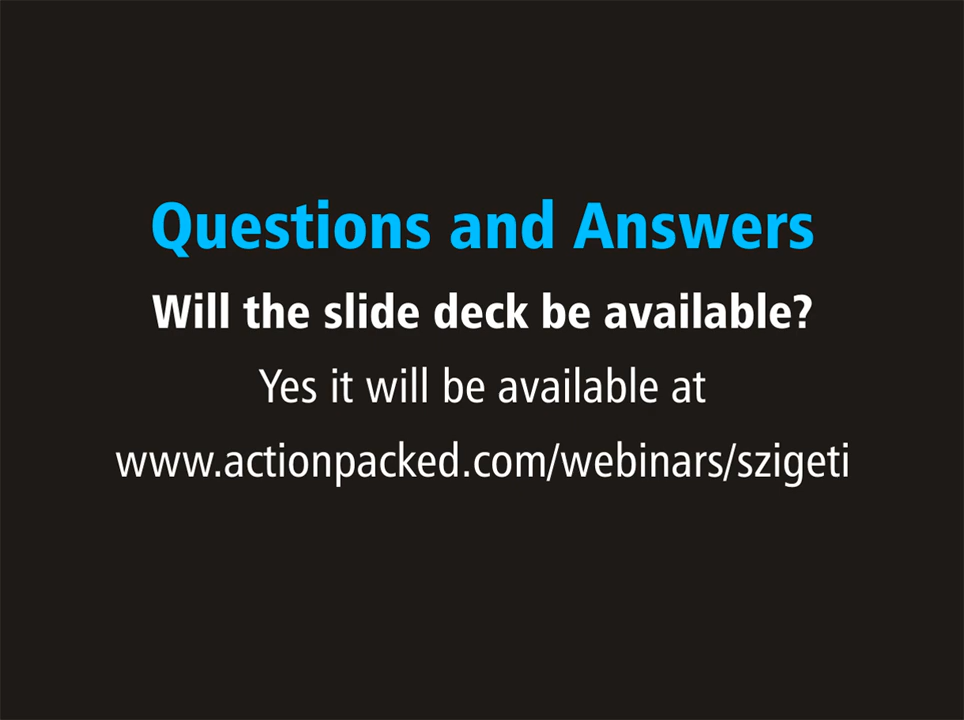 Questions and Answers
Will the slide deck be available?
Yes it will be available at
www.actionpacked.com/webinars/szigeti